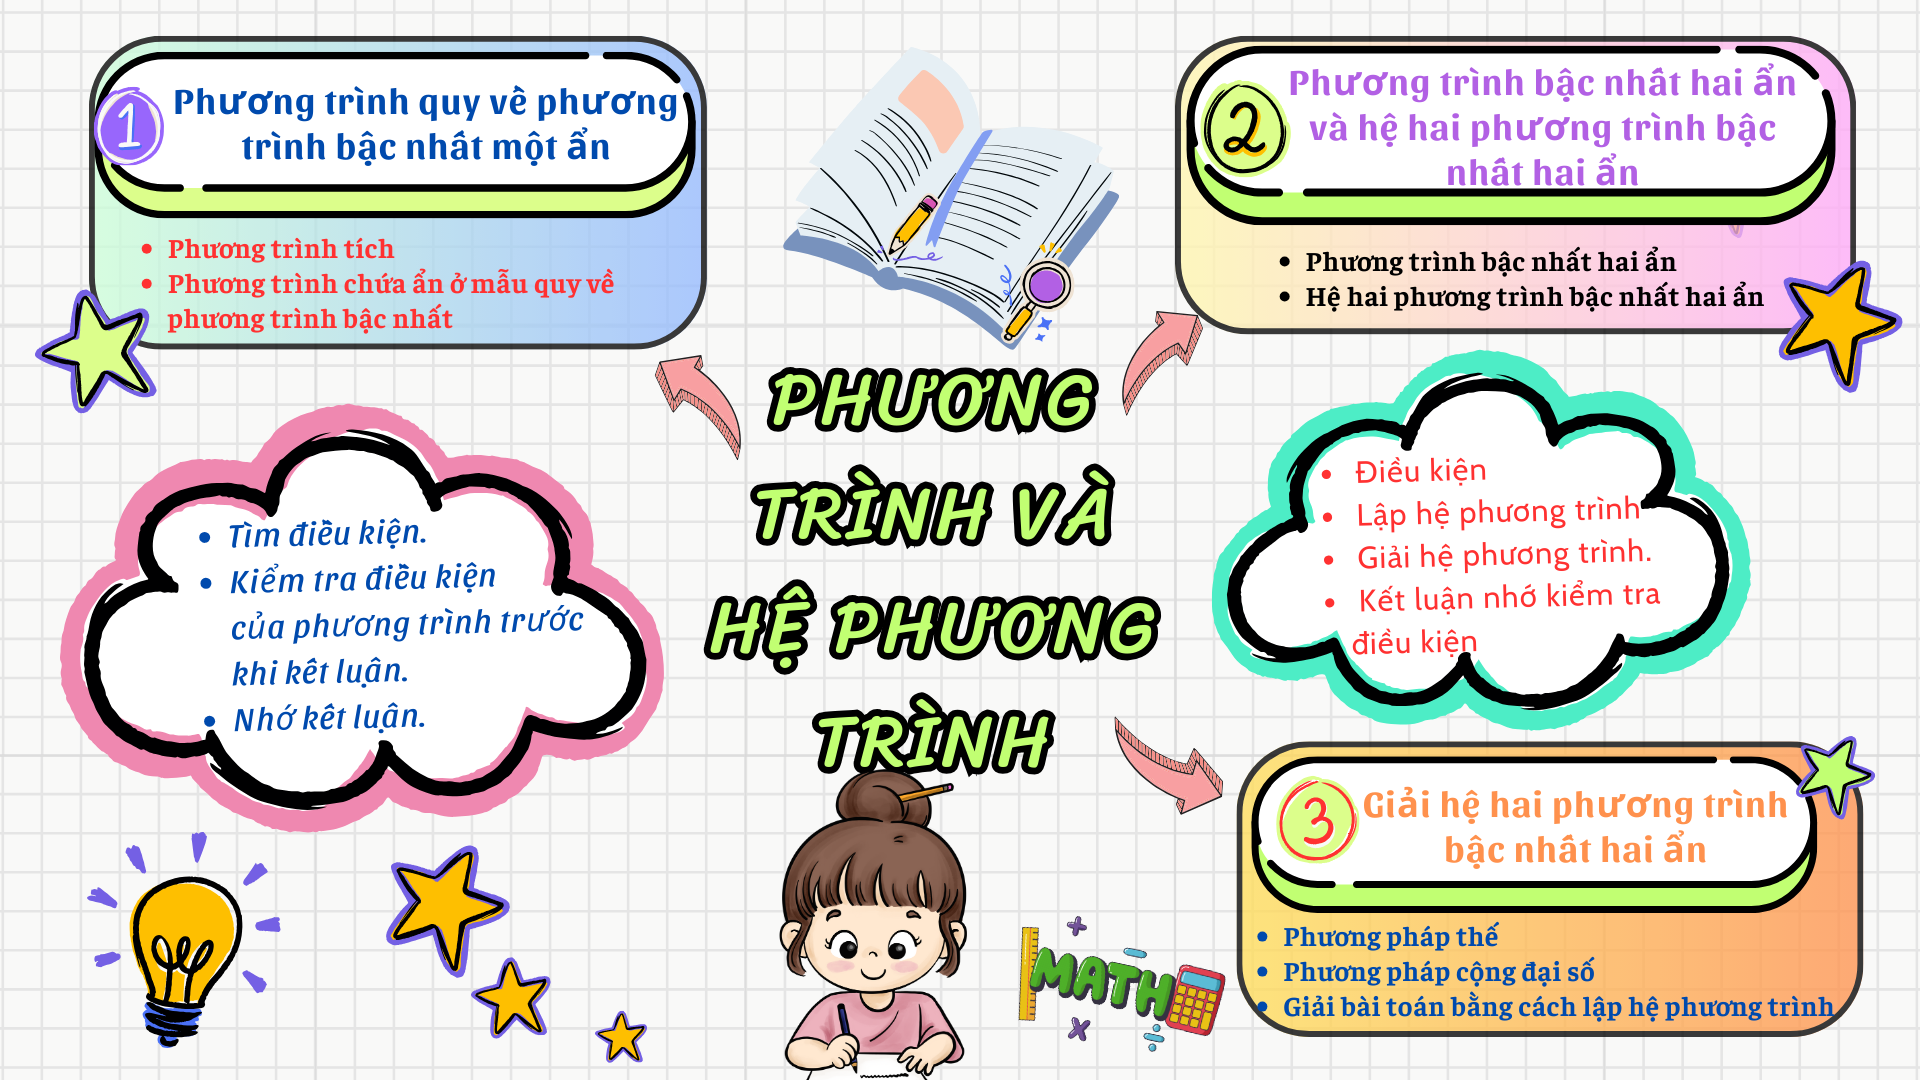 1
Phương trình quy về phương
trình bậc nhất một ẩn
Phương trình tích
Phương trình chứa ẩn ở mẫu quy về
phương trình bậc nhất
2
Phương trình bậc nhất hai ẩn
và hệ hai phương trình bậc
nhất hai ẩn
Phương trình bậc nhất hai ẩn
Hệ hai phương trình bậc nhất hai ẩn
PHƯƠNG
TRÌNH VÀ
HỆ PHƯƠNG
TRÌNH
Tìm điều kiện.
Kiểm tra điều kiện
của phương trình trước
khi kết luận.
Nhớ kết luận.
Điều kiện
Lập hệ phương trình
Giải hệ phương trình.
Kết luận nhớ kiểm tra
điều kiện
3
Giải hệ hai phương trình
bậc nhất hai ẩn
Phương pháp thế
Phương pháp cộng đại số
Giải bài toán bằng cách lập hệ phương trình
MATH